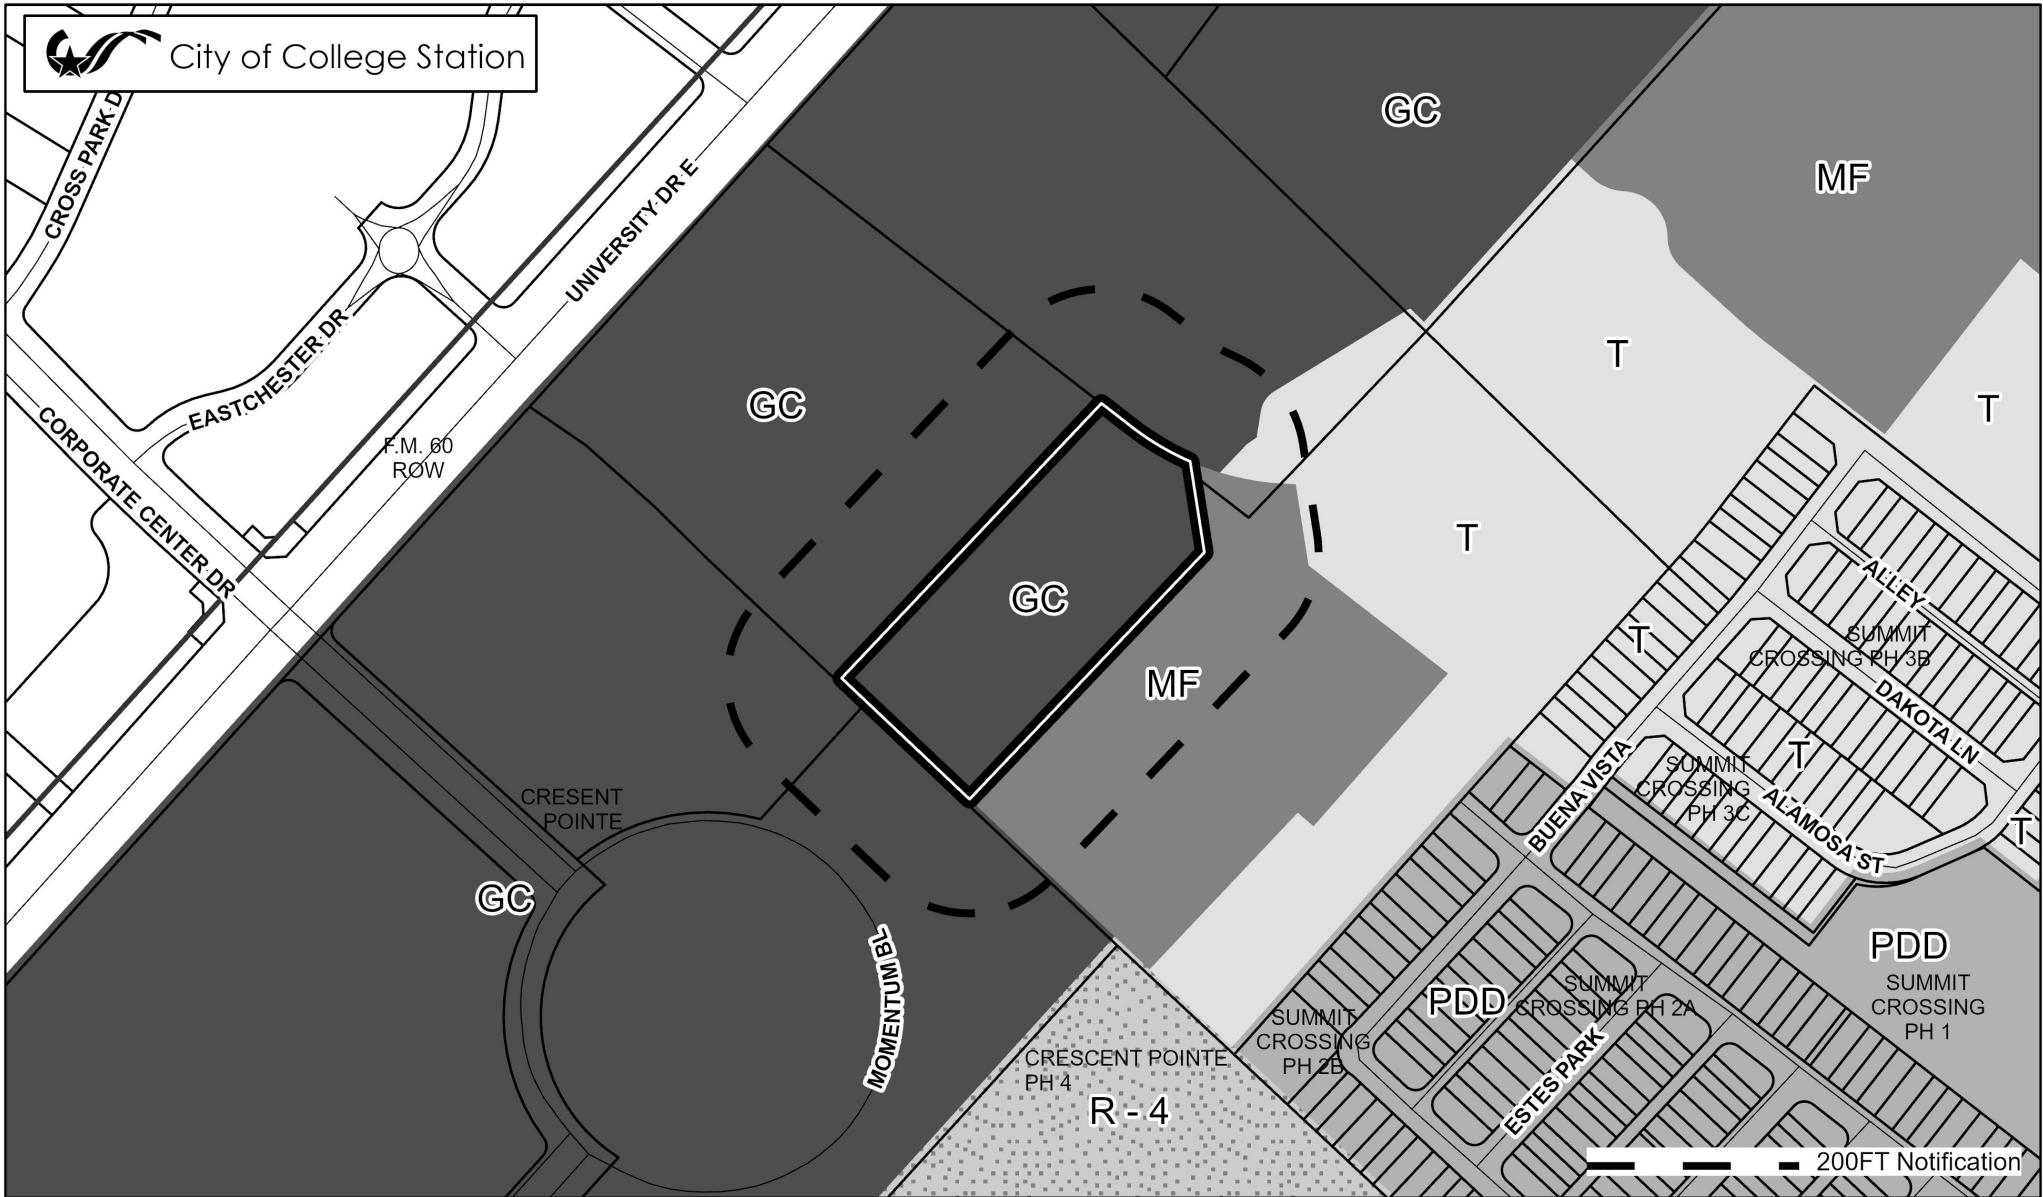 City of College Station
CROSS PARK D
GC
MF
UNIVERSITY DR E
EASTCHESTER DR
T
GC
T
CORPORATE CENTER DR
F.M. 60
ROW
T
GC
ALLEY
T
SUMMIT
CROSSING PH 3B
MF
DAKOTA LN
BUENA VISTA
SUMMIT
CROSSING
PH 3C
T
ALAMOSA ST
T
CRESENT
POINTE
GC
MOMENTUM BL
PDD
SUMMIT
CROSSING
PH 1
PDD
SUMMIT
CROSSING PH 2A
SUMMIT
CROSSING
PH 2B
ESTES PARK
CRESCENT POINTE
PH 4
R - 4
200FT Notification